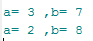 a= 3 ,b= 7
a= 2 ,b= 8